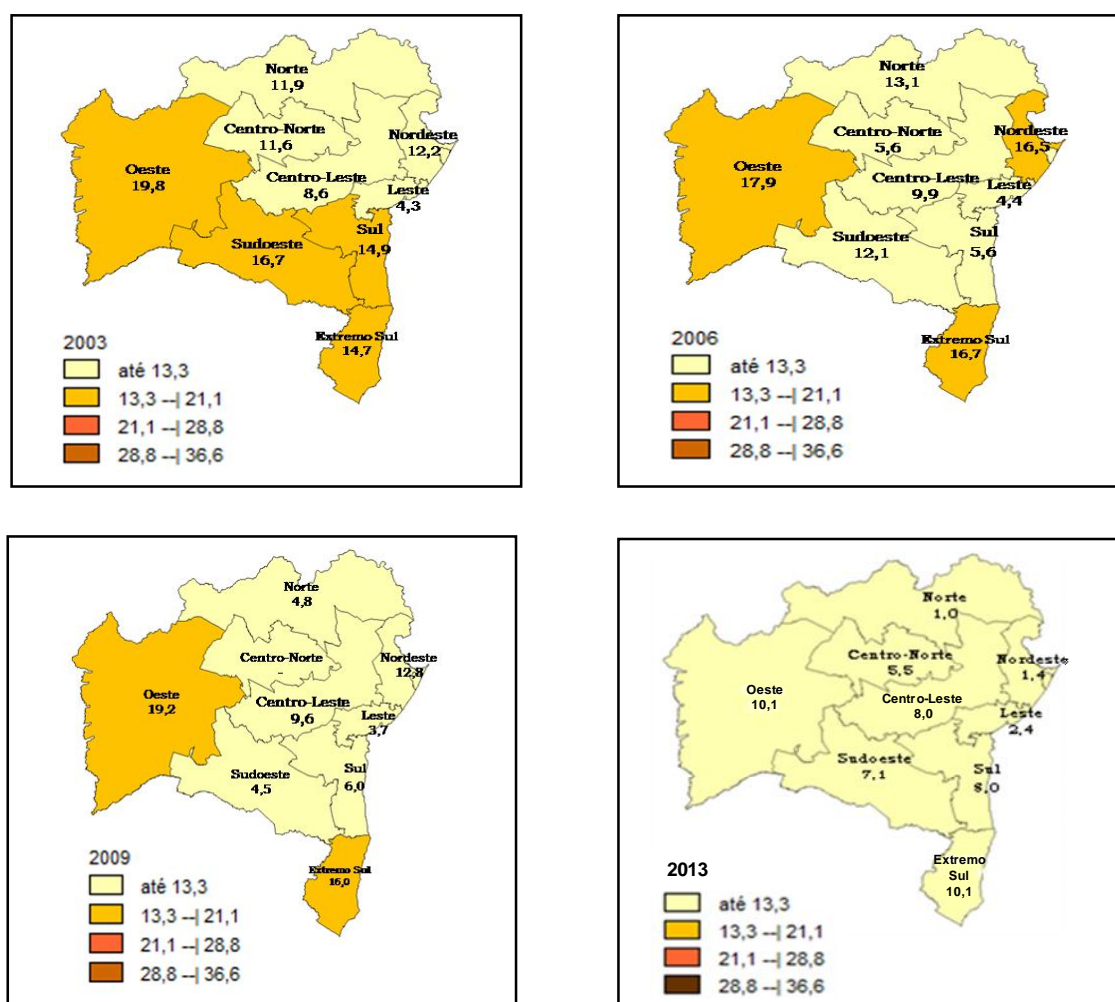 Norte
11,9
Centro-Norte
11,6
Nordeste
12,2
Oeste
19,8
Centro-Leste
8,6
Leste
4,3
Sudoeste
16,7
Sul
14,9
Extremo Sul
14,7
2003
até 13,3
13,3 --| 21,1
21,1 --| 28,8
28,8 --| 36,6
Norte
13,1
Centro-Norte
5,6
Nordeste
16,5
Oeste
17,9
Centro-Leste
9,9
Leste
4,4
Sudoeste
12,1
Sul
5,6
Extremo Sul
16,7
2006
até 13,3
13,3 --| 21,1
21,1 --| 28,8
28,8 --| 36,6
Norte
4,8
Centro-Norte
-
Nordeste
12,8
Oeste
19,2
Centro-Leste
9,6
Leste
3,7
Sudoeste
4,5
Sul
6,0
Extremo Sul
16,0
2009
até 13,3
13,3 --| 21,1
21,1 --| 28,8
28,8 --| 36,6
Norte
1,0
Centro-Norte
5,5
Nordeste
1,4
Oeste
10,1
Centro-Leste
8,0
Leste
2,4
Sudoeste
7,1
Sul
8,0
Extremo
Sul
10,1
2013
até 13,3
13,3 --| 21,1
21,1 --| 28,8
28,8 --| 36,6